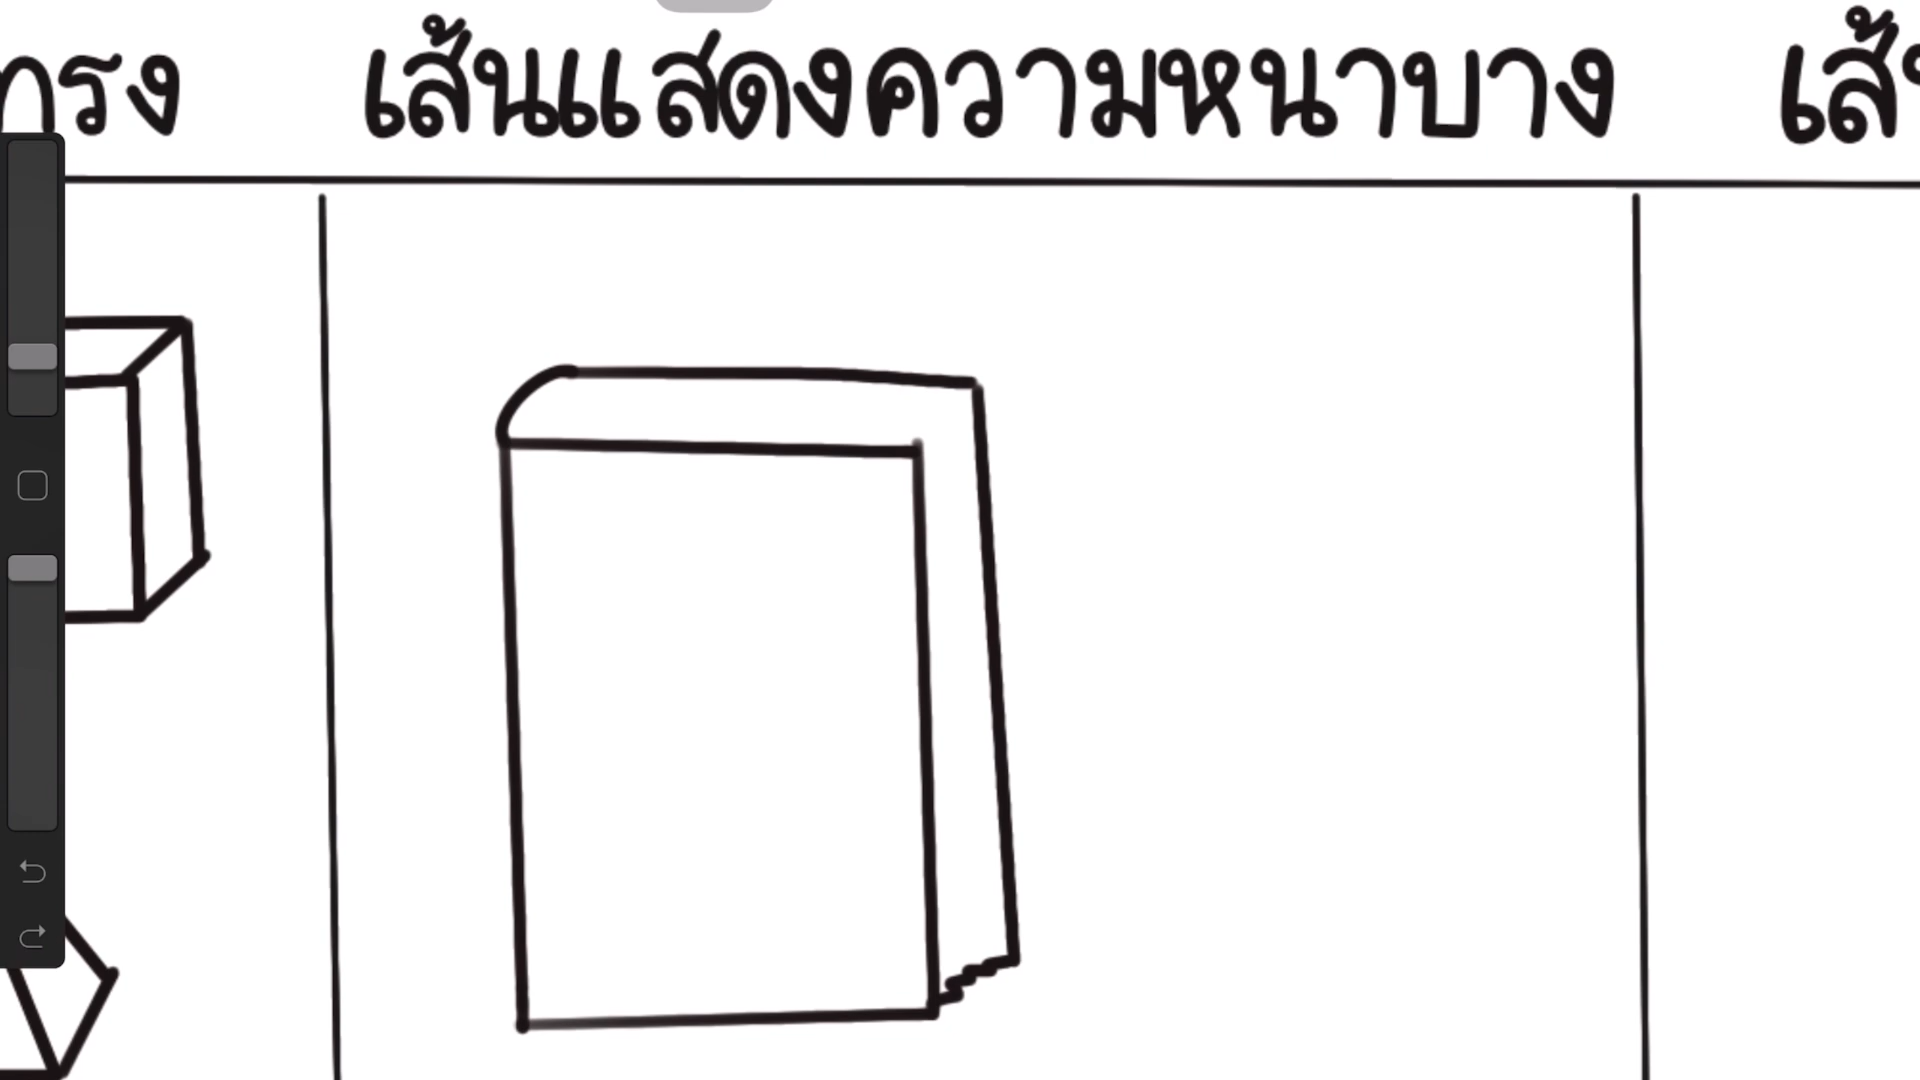 ทรง เส้นแสดงความหนาบาง